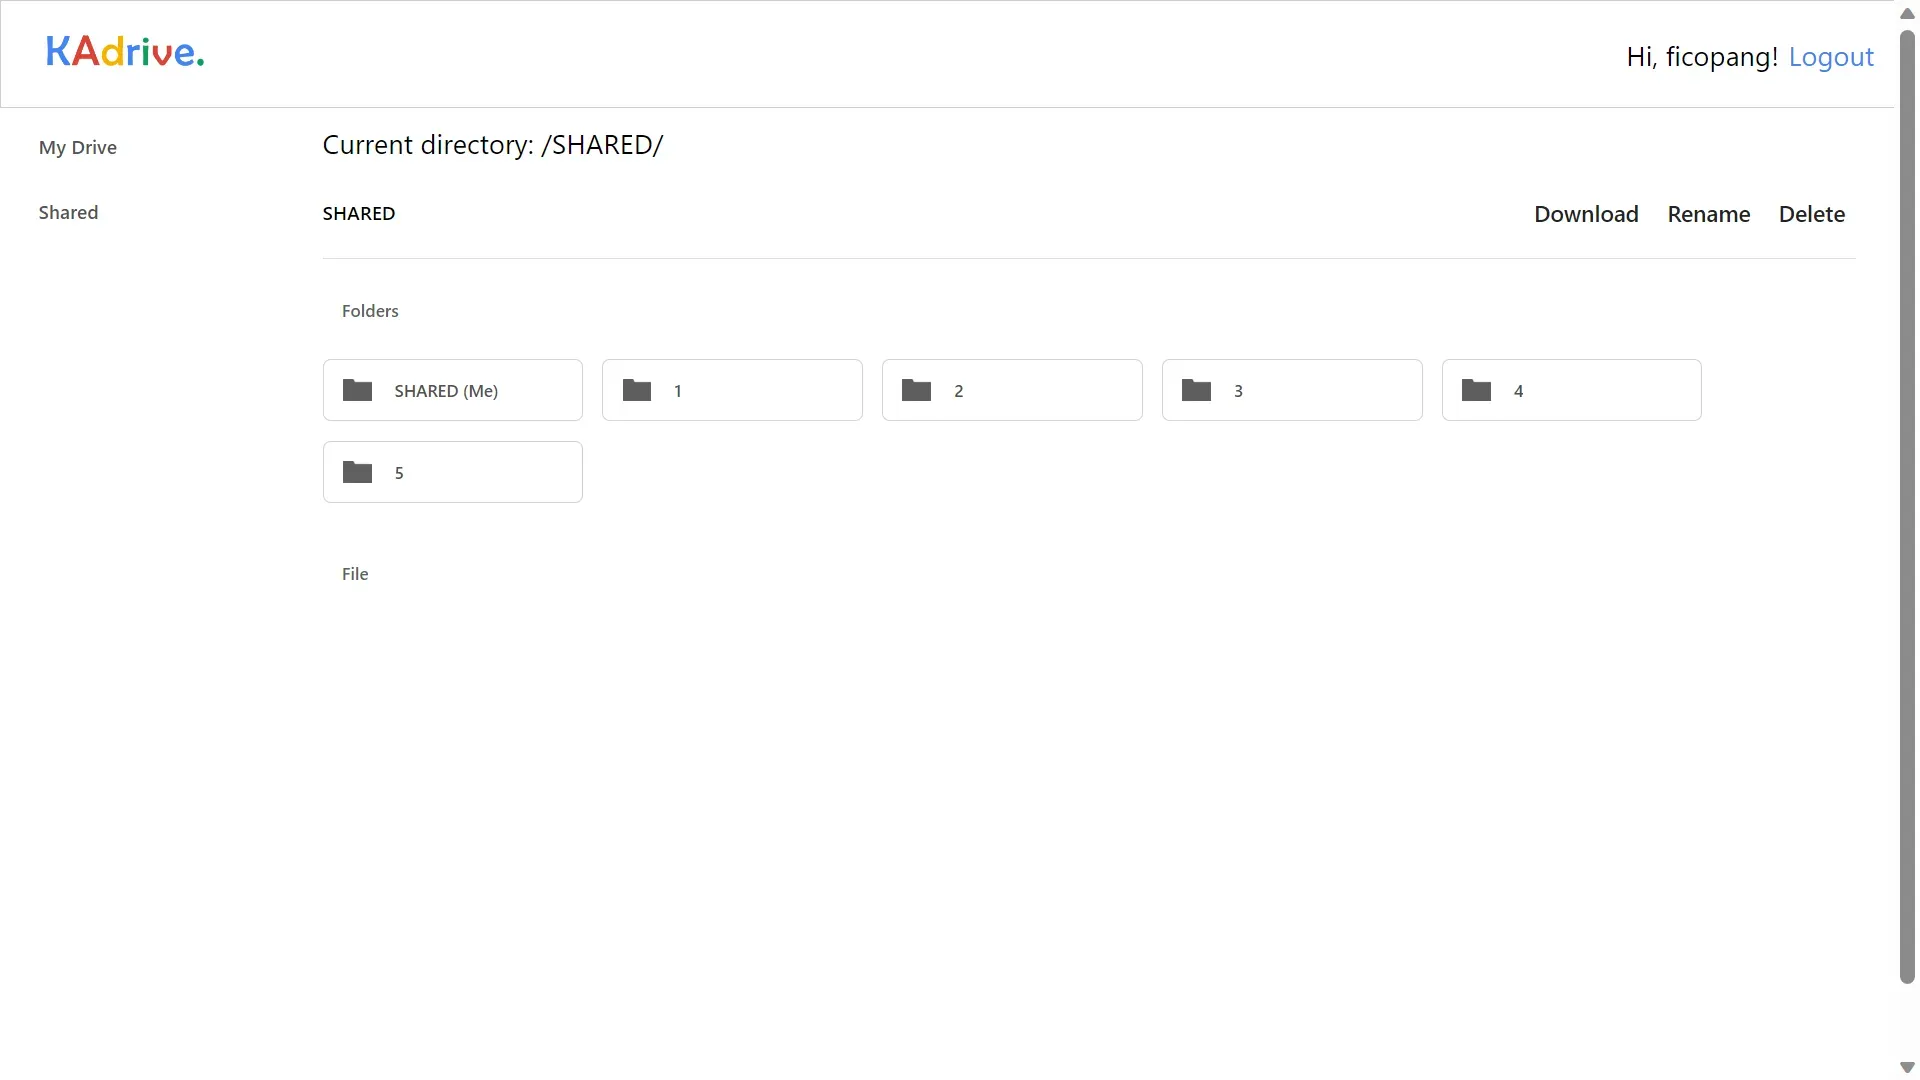 KAdrive.
Hi, ficopang! Logout
My Drive
Shared
Current directory: /SHARED/
SHARED
Download Rename Delete
Folders
SHARED (Me)
1
2
3
4
5
File